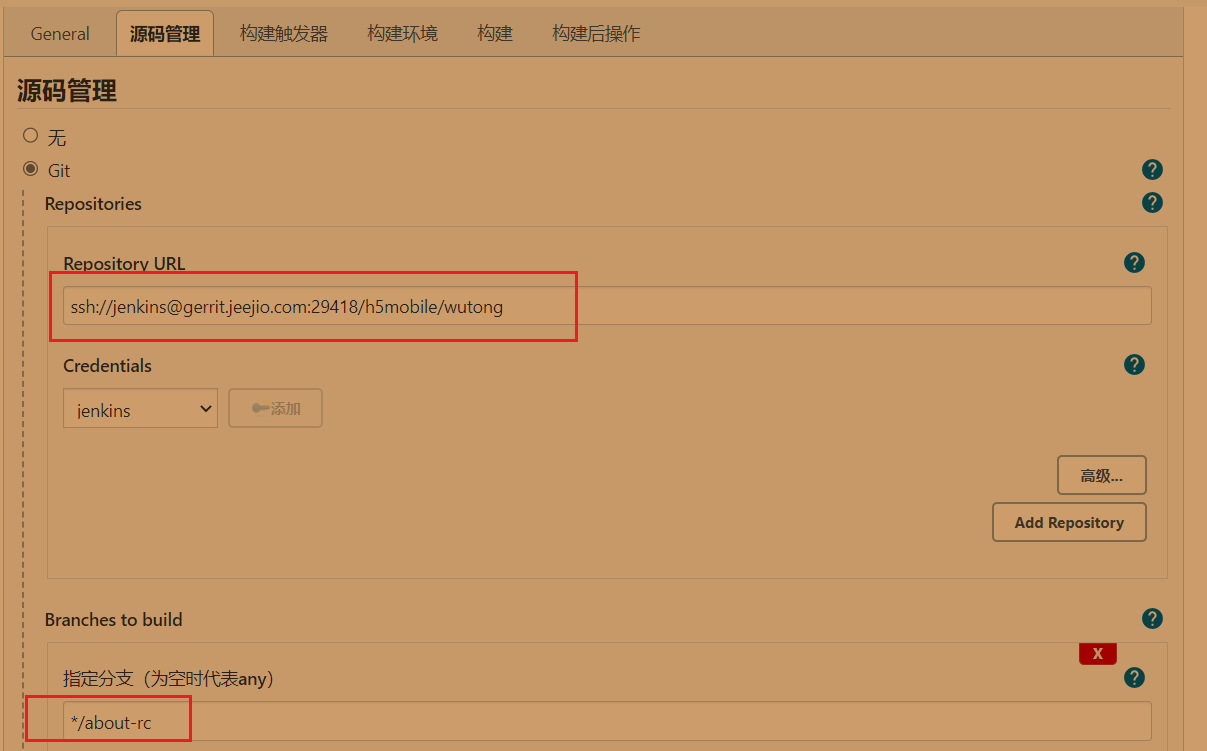 General 源码管理 构建触发器 构建环境 构建 构建后操作
源码管理
无
Git
?
Repositories
?
Repository URL
?
ssh://jenkins@gerrit.jeejio.com:29418/h5mobile/wutong
Credentials
?
jenkins 添加
高级...
Add Repository
Branches to build
?
X
指定分支（为空时代表any）
?
*/about-rc